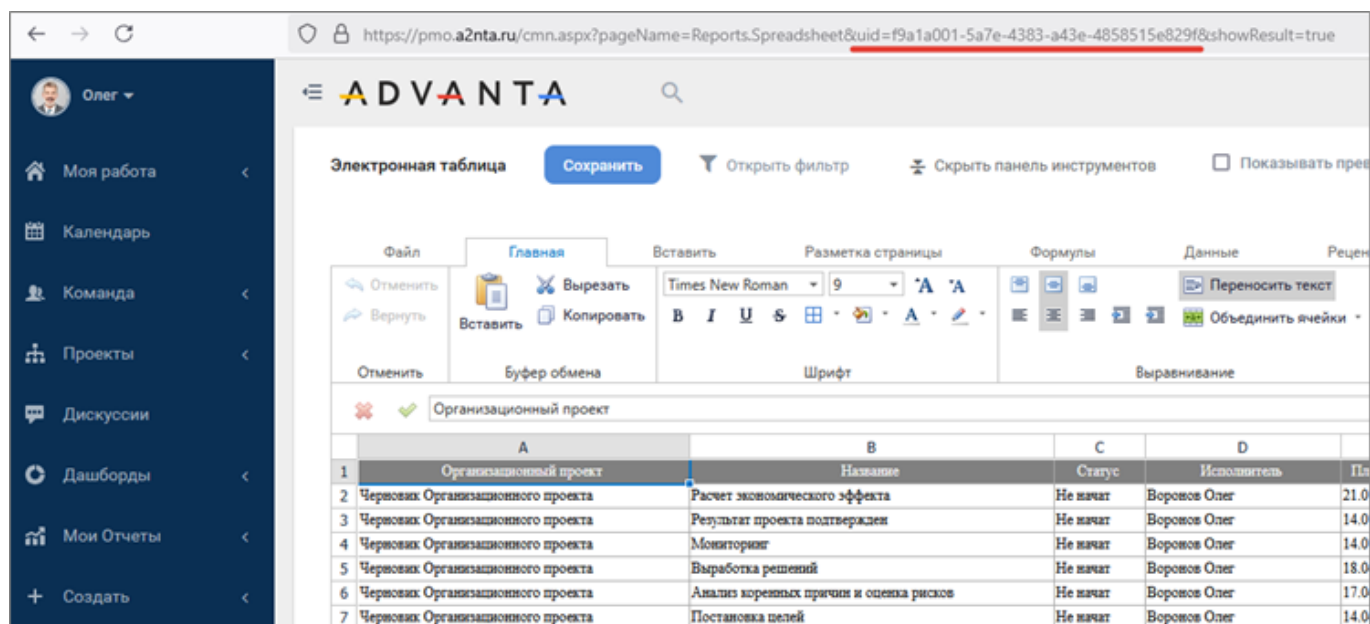 https://pmo.a2nta.ru/cmn.aspx?pageName=Reports.Spreadsheet&uid=f9a1a001-5a7e-4383-a43e-4858515e829f&showResult=true
Олег
ADVANTA
Моя работа
Календарь
Команда
Проекты
Дискуссии
Дашборды
Мои Отчеты
Создать
Электронная таблица Сохранить Открыть фильтр Скрыть панель инструментов Показывать прев
Файл Главная Вставить Разметка страницы Формулы Данные Рецен
Отменить Вырезать Times New Roman 9 A A Переносить текст
Вернуть Вставить Копировать B I U S A Объединить ячейки
Отменить Буфер обмена Шрифт Выравнивание
Организационный проект
A B C D
1 Организационный проект Название Статус Исполнитель Пл
2 Черновик Организационного проекта Расчет экономического эффекта Не начат Воронов Олег 21.0
3 Черновик Организационного проекта Результат проекта подтвержден Не начат Воронов Олег 14.0
4 Черновик Организационного проекта Мониторинг Не начат Воронов Олег 14.0
5 Черновик Организационного проекта Выработка решений Не начат Воронов Олег 18.0
6 Черновик Организационного проекта Анализ коренных причин и оценка рисков Не начат Воронов Олег 17.0
7 Черновик Организационного проекта Постановка целей Не начат Воронов Олег 14.0